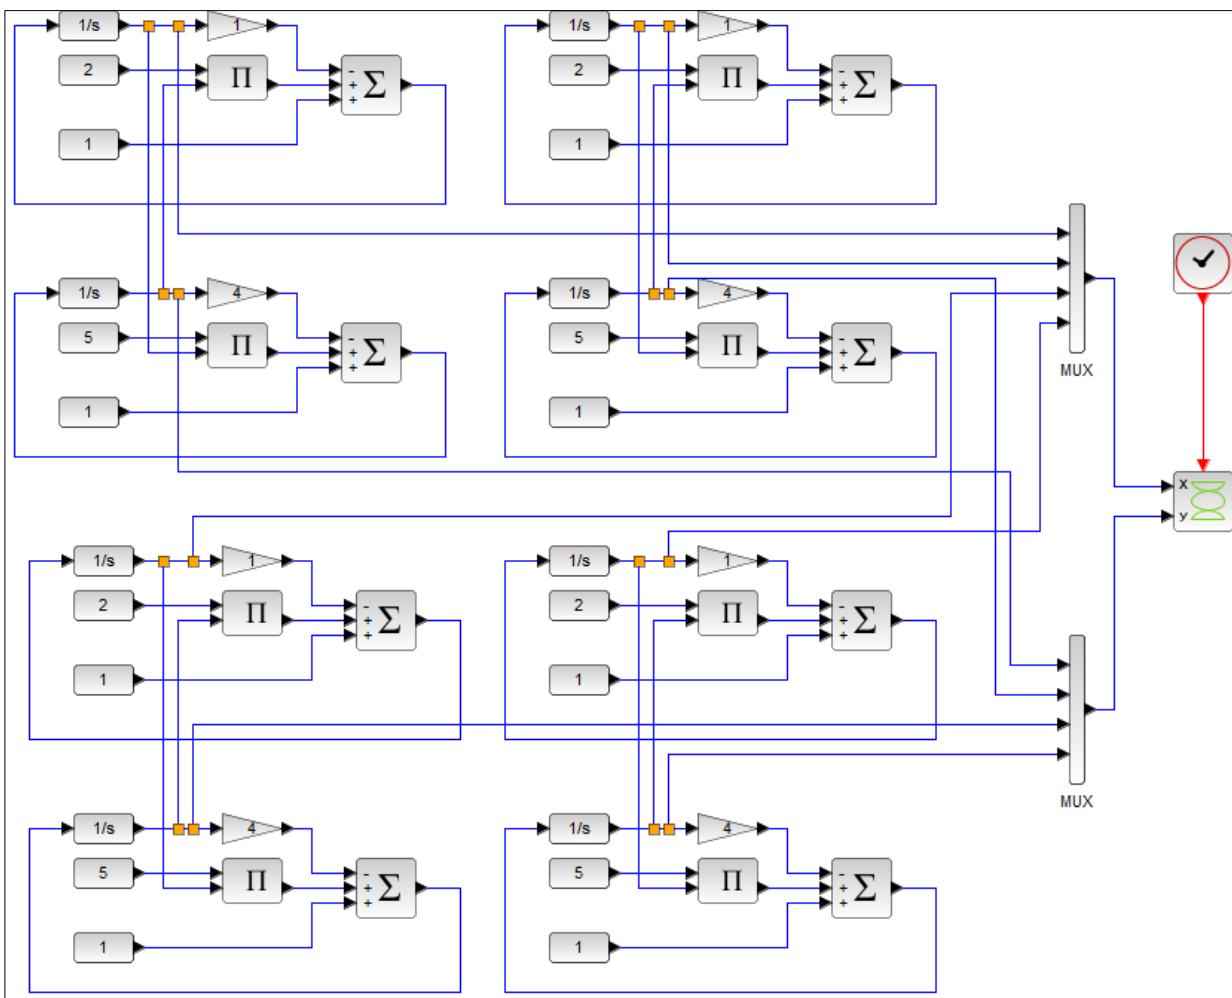 1/s 1 1/s 1
2 Π - + + Σ 2 Π - + + Σ
1 1
1/s 4 1/s 4
5 Π - + + Σ 5 Π - + + Σ
MUX
1 1
X
y
1/s 1 1/s 1
2 Π - + + Σ 2 Π - + + Σ
1 1
MUX
1/s 4 1/s 4
5 Π - + + Σ 5 Π - + + Σ
1 1